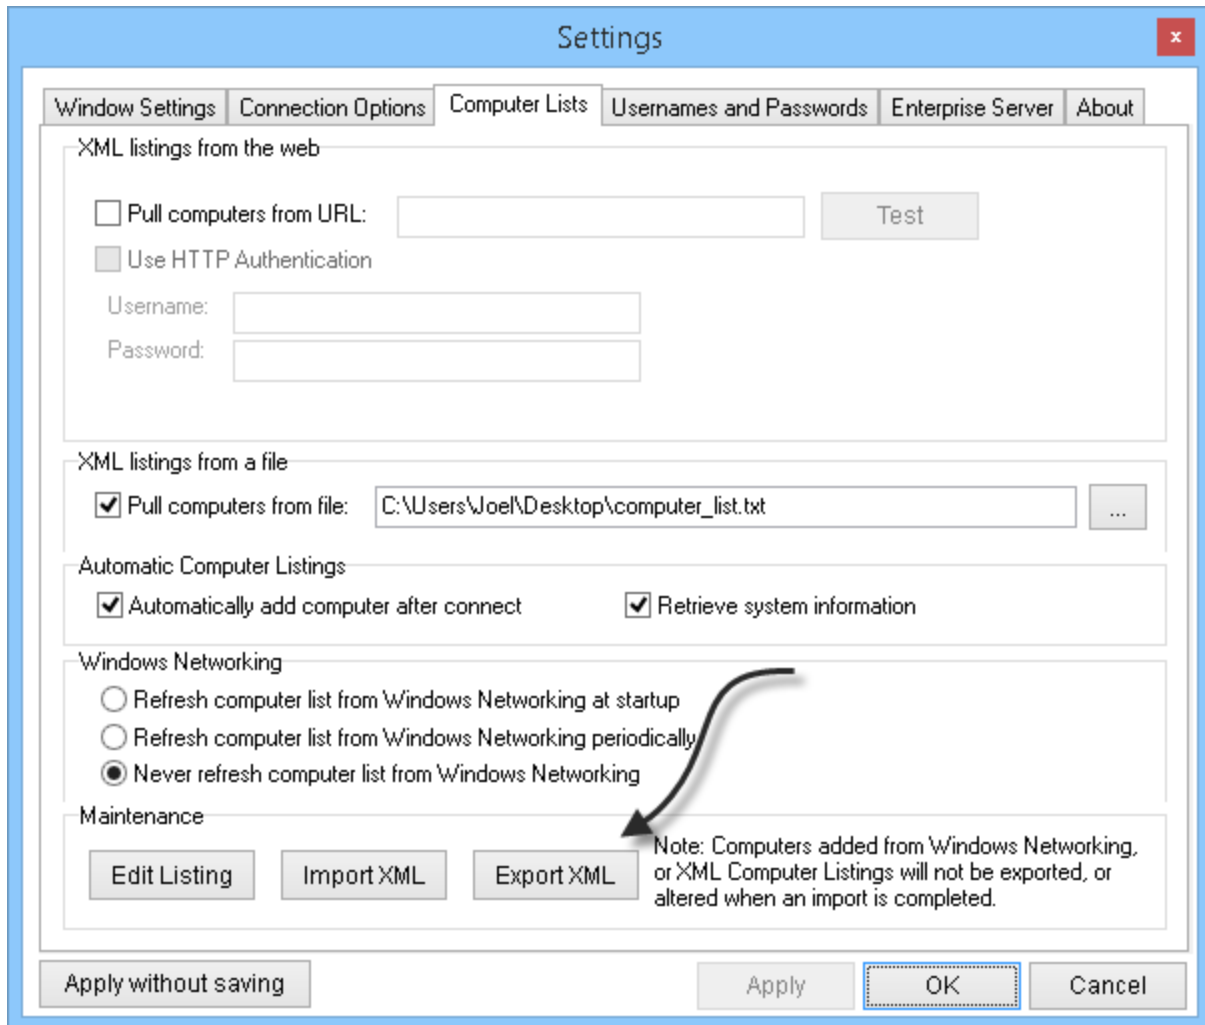 Settings
x
Window Settings Connection Options Computer Lists Usernames and Passwords Enterprise Server About
XML listings from the web
Pull computers from URL: Test
Use HTTP Authentication
Username:
Password:
XML listings from a file
Pull computers from file: C:\Users\Joel\Desktop\computer_list.txt ...
Automatic Computer Listings
Automatically add computer after connect Retrieve system information
Windows Networking
Refresh computer list from Windows Networking at startup
Refresh computer list from Windows Networking periodically
Never refresh computer list from Windows Networking
Maintenance
Edit Listing Import XML Export XML
Note: Computers added from Windows Networking,
or XML Computer Listings will not be exported, or
altered when an import is completed.
Apply without saving Apply OK Cancel